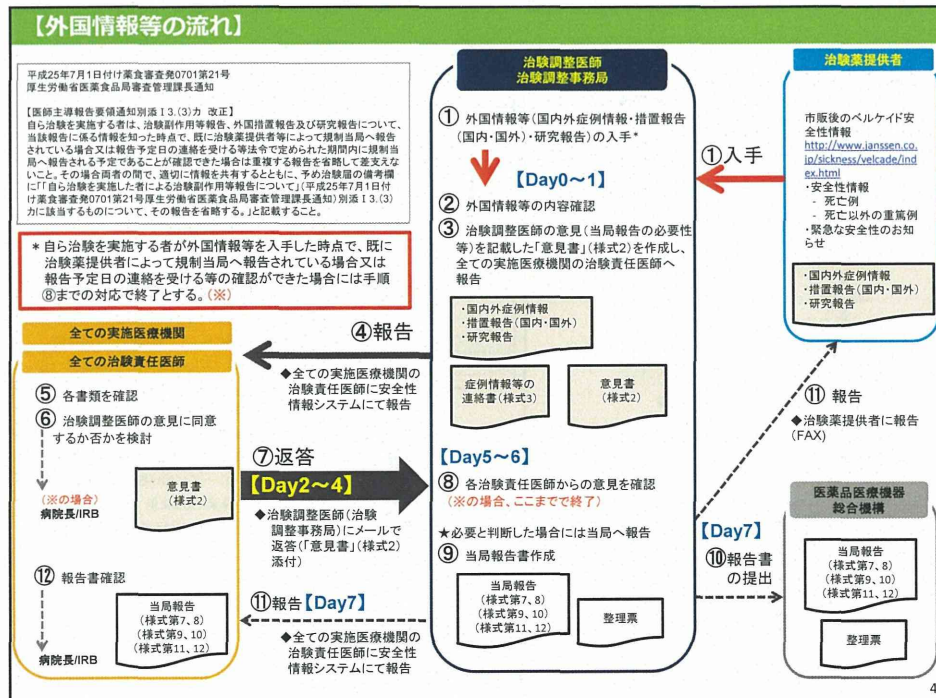 【外国情報等の流れ】
平成25年7月1日付け薬食審査発0701第21号
厚生労働省医薬食品局審査管理課長通知
【医師主導報告要領通知別添Ⅰ3.(3)カ 改正】
自ら治験を実施する者は、治験副作用等報告、外国措置報告及び研究報告について、
当該報告に係る情報を知った時点で、既に治験薬提供者等によって規制当局へ報告
されている場合又は報告予定日の連絡を受ける等法令で定められた期間内に規制当
局へ報告される予定であることが確認できた場合は重複する報告を省略して差支えな
いこと。その場合両者の間で、適切に情報を共有するとともに、予め治験届の備考欄
に「「自ら治験を実施した者による治験副作用等報告について」(平成25年7月1日付
け薬食審査発0701第21号厚生労働省医薬食品局審査管理課長通知)別添Ⅰ3.(3)
カに該当するものについて、その報告を省略する。」と記載すること。
* 自ら治験を実施する者が外国情報等を入手した時点で、既に
治験薬提供者によって規制当局へ報告されている場合又は
報告予定日の連絡を受ける等の確認ができた場合には手順
⑧までの対応で終了とする。(※)
全ての実施医療機関
全ての治験責任医師
⑤ 各書類を確認
⑥ 治験調整医師の意見に同意
するか否かを検討
(※の場合)
病院長/IRB
意見書
(様式2)
⑫ 報告書確認
当局報告
(様式第7、8)
(様式第9、10)
(様式第11、12)
病院長/IRB
④報告
◆全ての実施医療機関の
治験責任医師に安全性
情報システムにて報告
⑦返答
【Day2～4】
◆治験調整医師(治験
調整事務局)にメールで
返答(「意見書」(様式2)
添付)
⑪報告【Day7】
◆全ての実施医療機関の
治験責任医師に安全性
情報システムにて報告
治験調整医師
治験調整事務局
① 外国情報等(国内外症例情報・措置報告
(国内・国外)・研究報告)の入手*
【Day0～1】
② 外国情報等の内容確認
③ 治験調整医師の意見(当局報告の必要性
等)を記載した「意見書」(様式2)を作成し、
全ての実施医療機関の治験責任医師へ
報告
・国内外症例情報
・措置報告(国内・国外)
・研究報告
症例情報等の
連絡書(様式3)
意見書
(様式2)
【Day5～6】
⑧ 各治験責任医師からの意見を確認
(※の場合、ここまでで終了)
★必要と判断した場合には当局へ報告
⑨ 当局報告書作成
当局報告
(様式第7、8)
(様式第9、10)
(様式第11、12)
整理票
①入手
治験薬提供者
市販後のベルケイド安
全性情報
http://www.janssen.co.
jp/sickness/velcade/ind
ex.html
・安全性情報
- 死亡例
- 死亡以外の重篤例
・緊急な安全性のお知
らせ
・国内外症例情報
・措置報告(国内・国外)
・研究報告
⑪ 報告
◆治験薬提供者に報告
(FAX)
【Day7】
⑩報告書
の提出
医薬品医療機器
総合機構
当局報告
(様式第7、8)
(様式第9、10)
(様式第11、12)
整理票
4